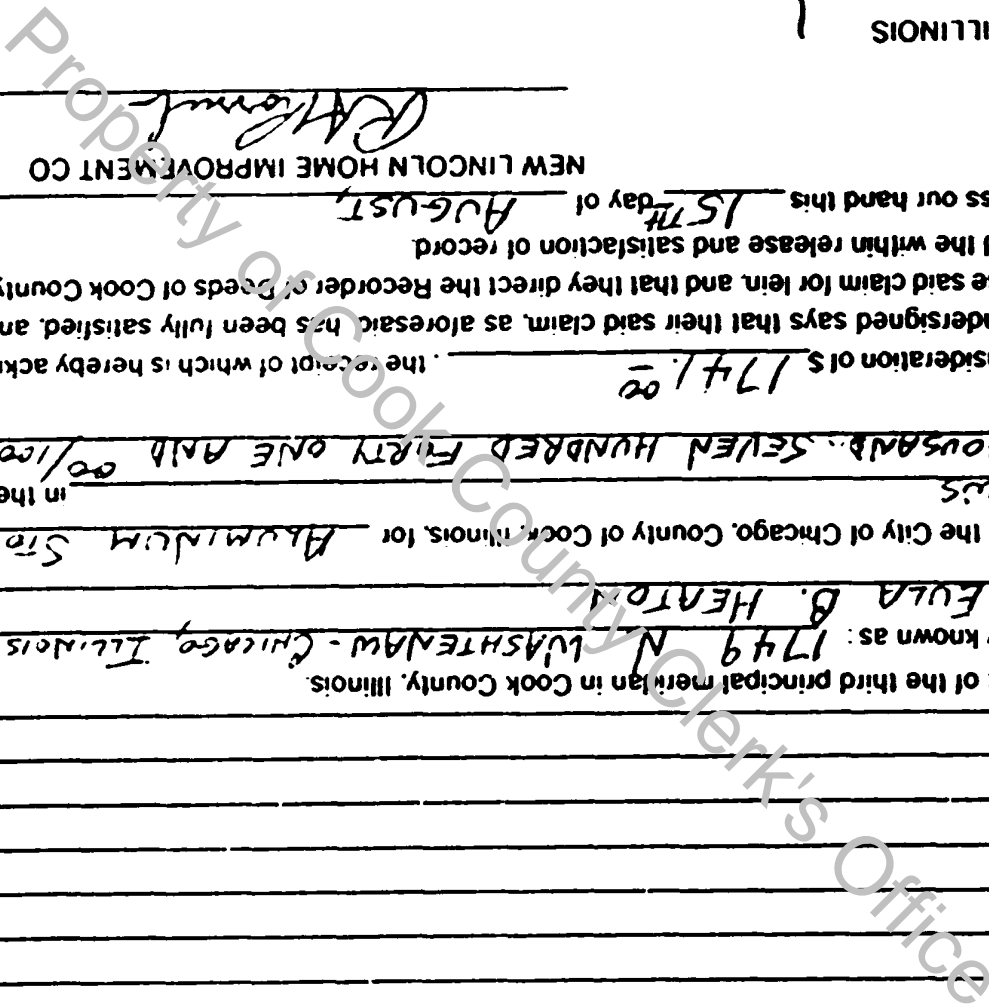 of the third principal meridian in Cook County, Illinois.
known as: 1749 N WASHTENAW - CHICAGO, ILLINOIS
EULA B. HEATON
the City of Chicago, County of Cook, Illinois, for ALUMINUM SID
in the
OUSAND.. SEVEN HUNDRED FORTY ONE AND 00/100
sideration of $ 1741.00 . the receipt of which is hereby ack
dersigned says that their said claim, as aforesaid, has been fully satisfied, an
e said claim for lein, and that they direct the Recorder of Deeds of Cook County
the within release and satisfaction of record.
ss our hand this 15TH day of AUGUST,
NEW LINCOLN HOME IMPROVEMENT CO
ILLINOIS
Property of Cook County Clerk's Office